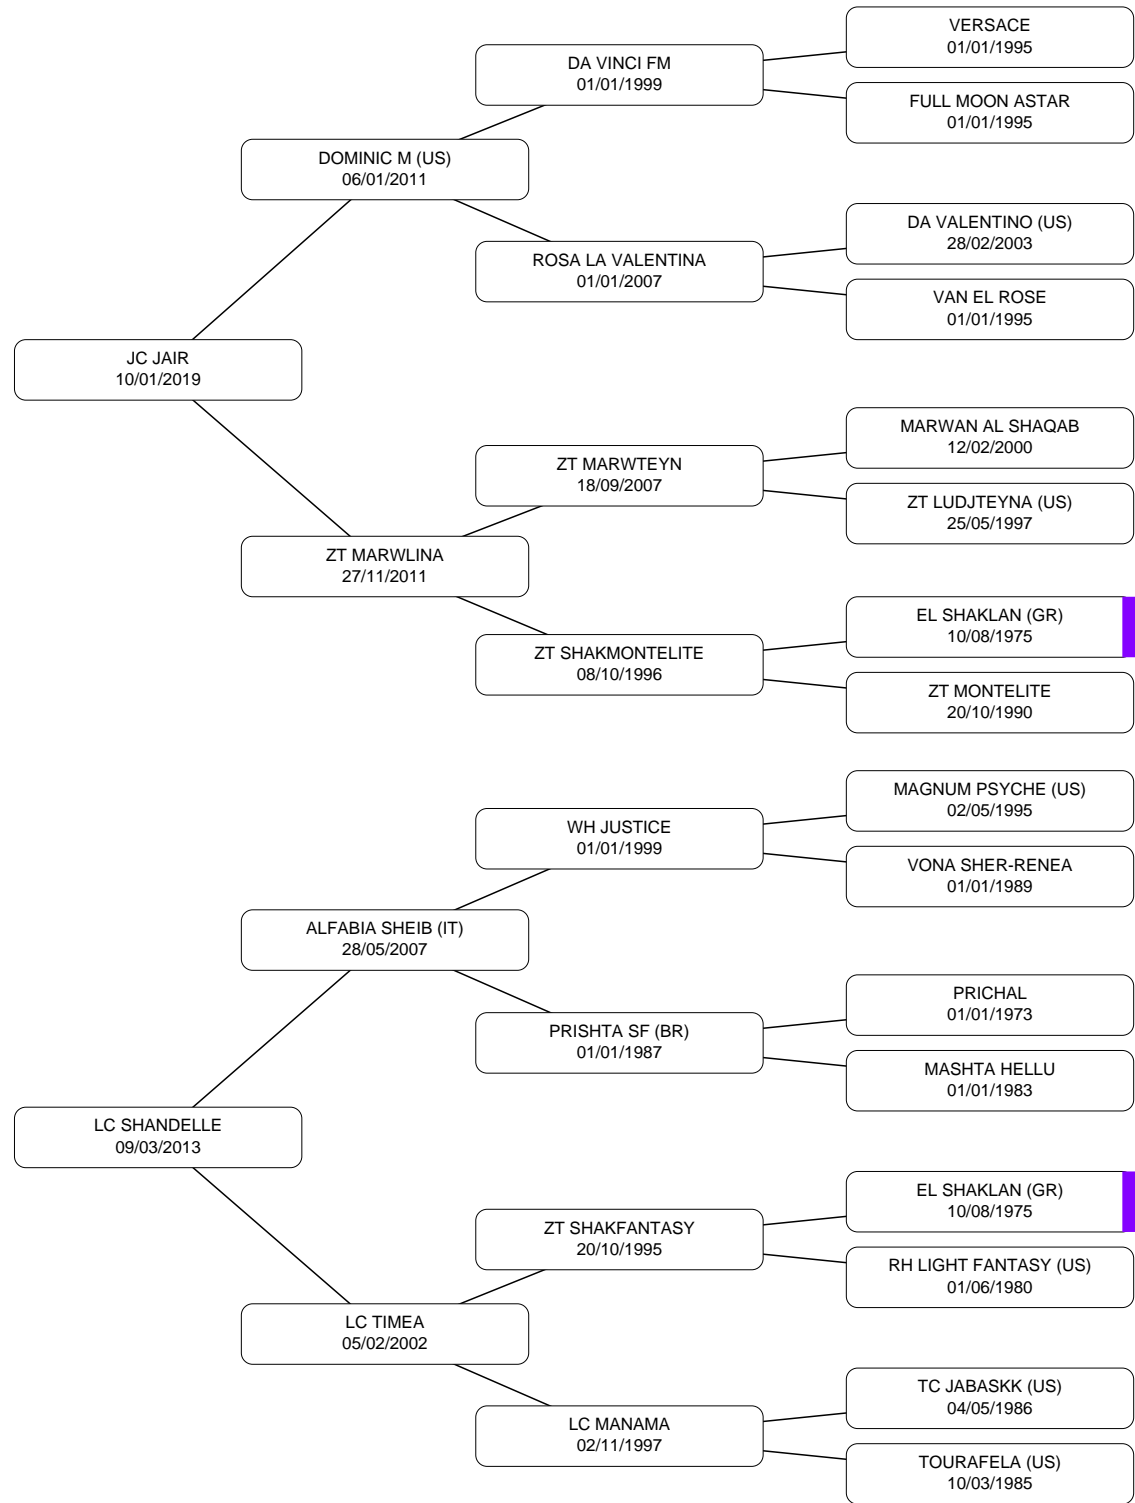 VERSACE
01/01/1995
DA VINCI FM
01/01/1999
FULL MOON ASTAR
01/01/1995
DOMINIC M (US)
06/01/2011
DA VALENTINO (US)
28/02/2003
ROSA LA VALENTINA
01/01/2007
VAN EL ROSE
01/01/1995
JC JAIR
10/01/2019
MARWAN AL SHAQAB
12/02/2000
ZT MARWTEYN
18/09/2007
ZT LUDJTEYNA (US)
25/05/1997
ZT MARWLINA
27/11/2011
EL SHAKLAN (GR)
10/08/1975
ZT SHAKMONTELITE
08/10/1996
ZT MONTELITE
20/10/1990
MAGNUM PSYCHE (US)
02/05/1995
WH JUSTICE
01/01/1999
VONA SHER-RENEA
01/01/1989
ALFABIA SHEIB (IT)
28/05/2007
PRICHAL
01/01/1973
PRISHTA SF (BR)
01/01/1987
MASHTA HELLU
01/01/1983
LC SHANDELLE
09/03/2013
EL SHAKLAN (GR)
10/08/1975
ZT SHAKFANTASY
20/10/1995
RH LIGHT FANTASY (US)
01/06/1980
LC TIMEA
05/02/2002
TC JABASKK (US)
04/05/1986
LC MANAMA
02/11/1997
TOURAFELA (US)
10/03/1985